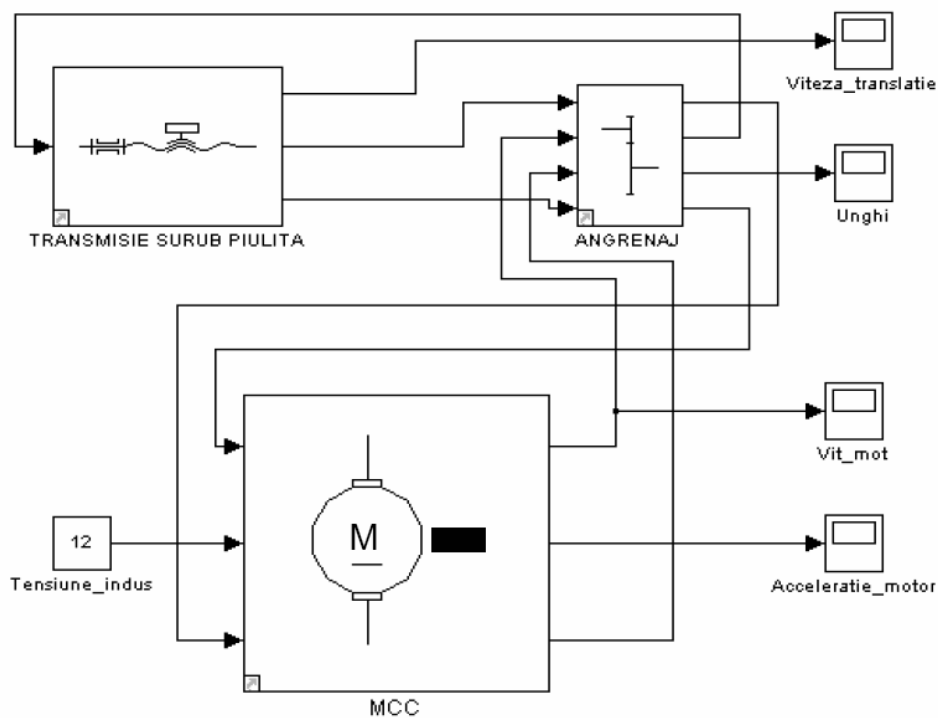 Viteza_translatie
TRANSMISIE SURUB PIULITA
ANGRENAJ
Unghi
Vit_mot
M
12
Tensiune_indus
Acceleratie_motor
MCC